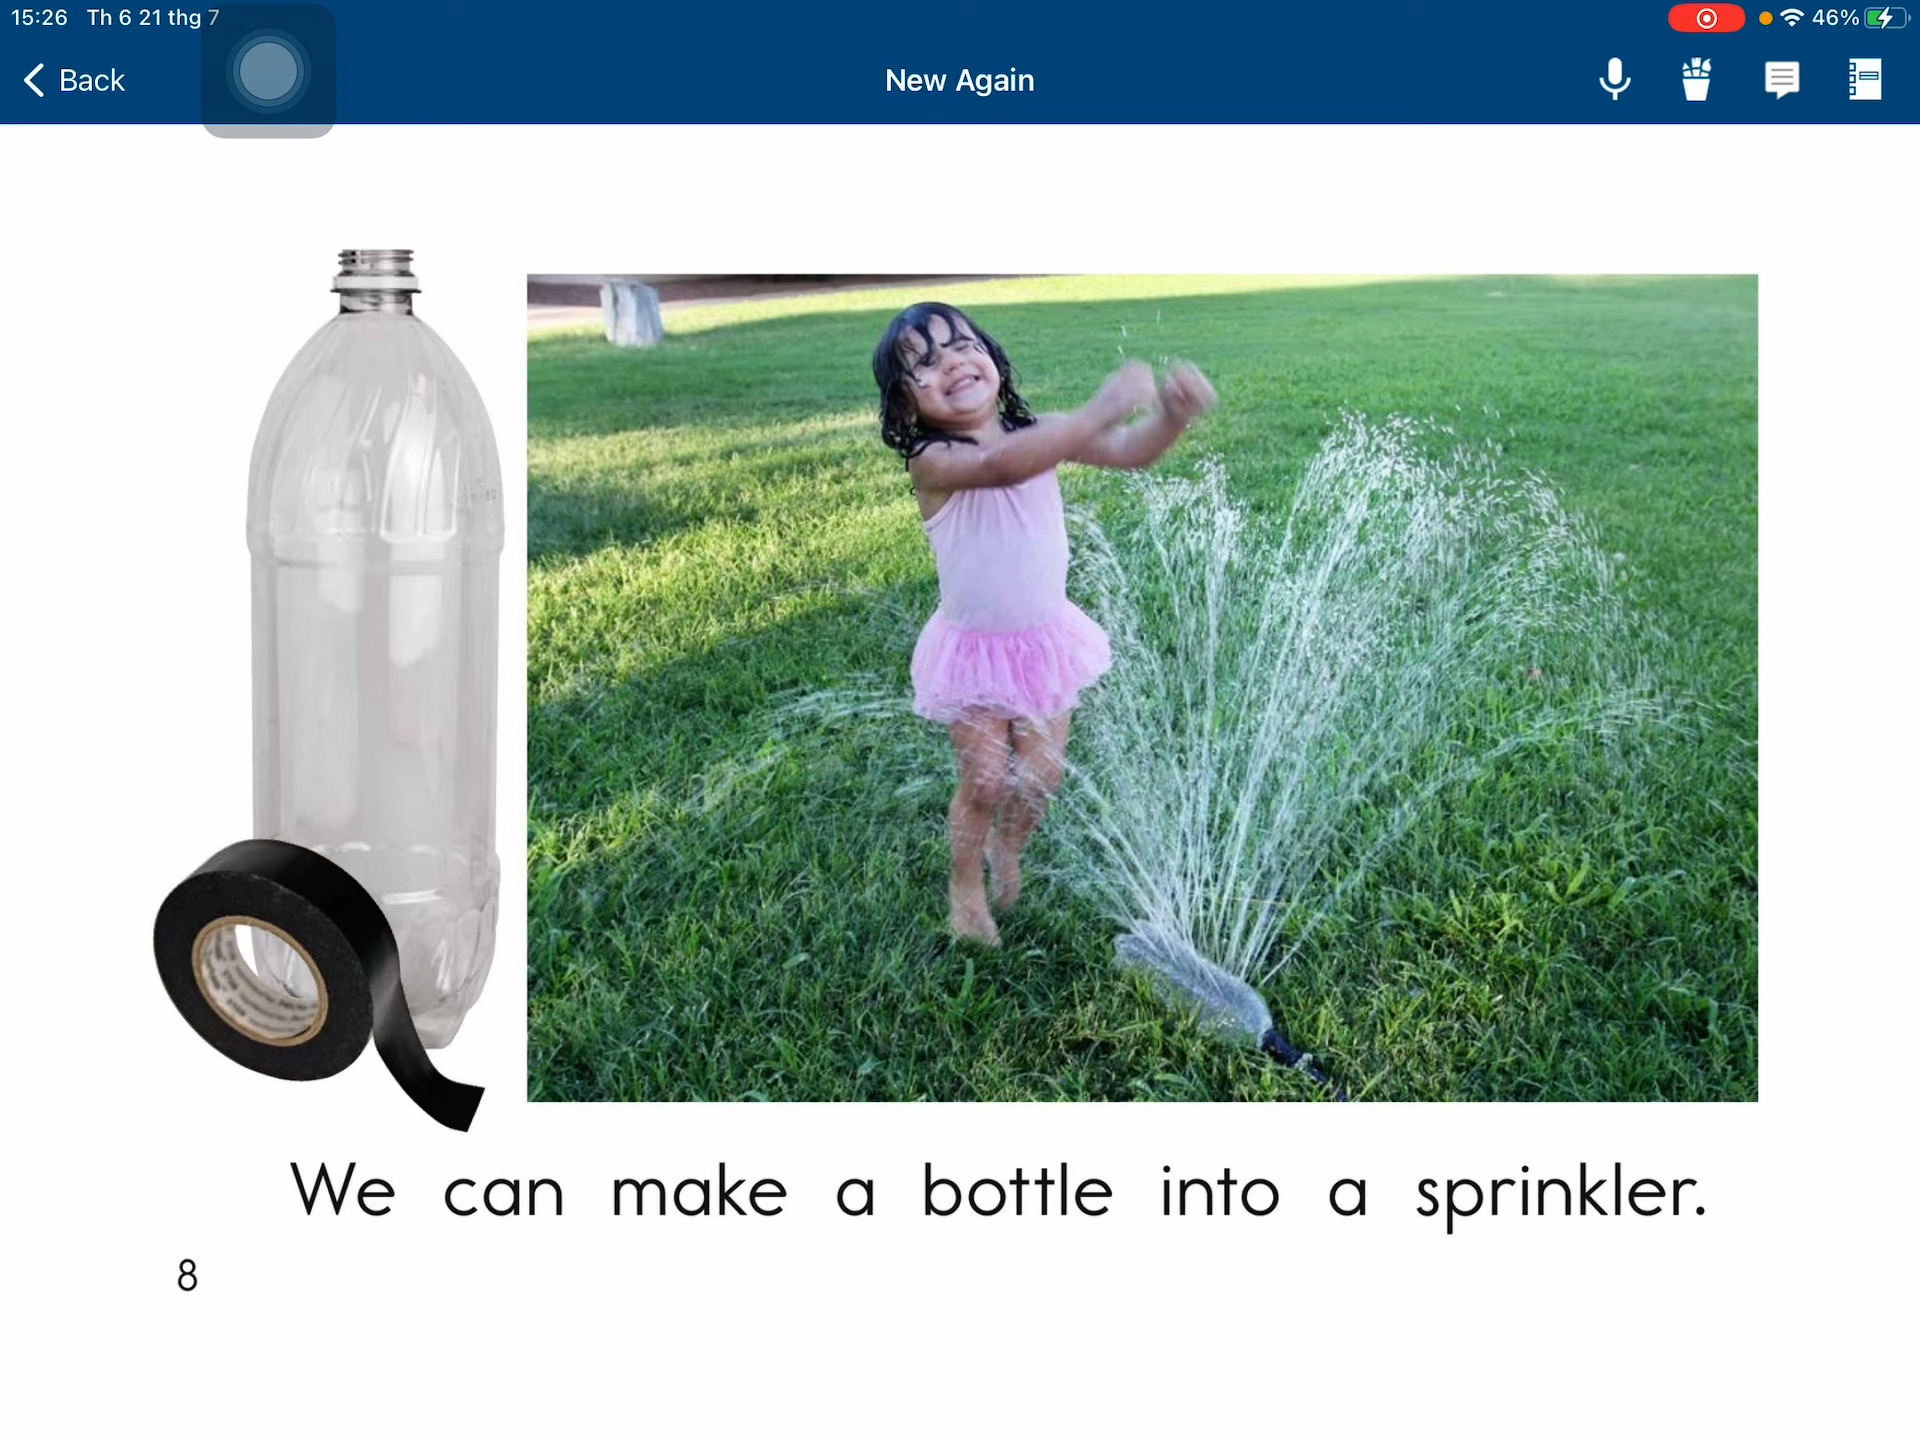 15:26 Th 6 21 thg 7
46%
Back
New Again
We can make a bottle into a sprinkler.
8